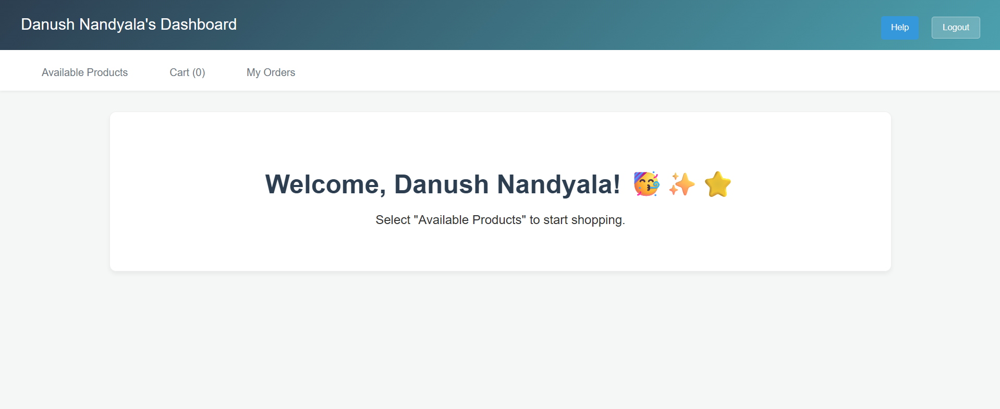 Danush Nandyala's Dashboard
Help
Logout
Available Products
Cart (0)
My Orders
Welcome, Danush Nandyala! 🥳 ✨ ⭐
Select "Available Products" to start shopping.